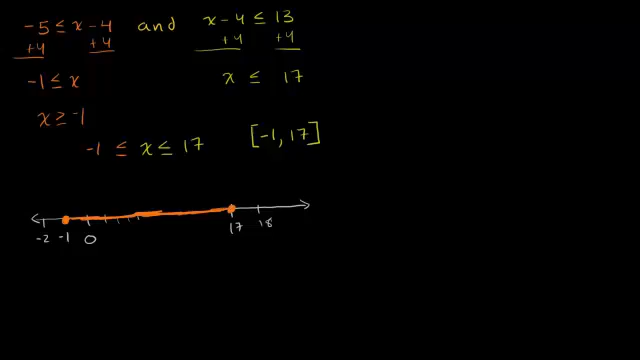 -5 ≤ x - 4 and x - 4 ≤ 13
+4 +4 +4 +4
-1 ≤ x x ≤ 17
x ≥ -1
-1 ≤ x ≤ 17 [-1, 17]
-2 -1 0 17 18